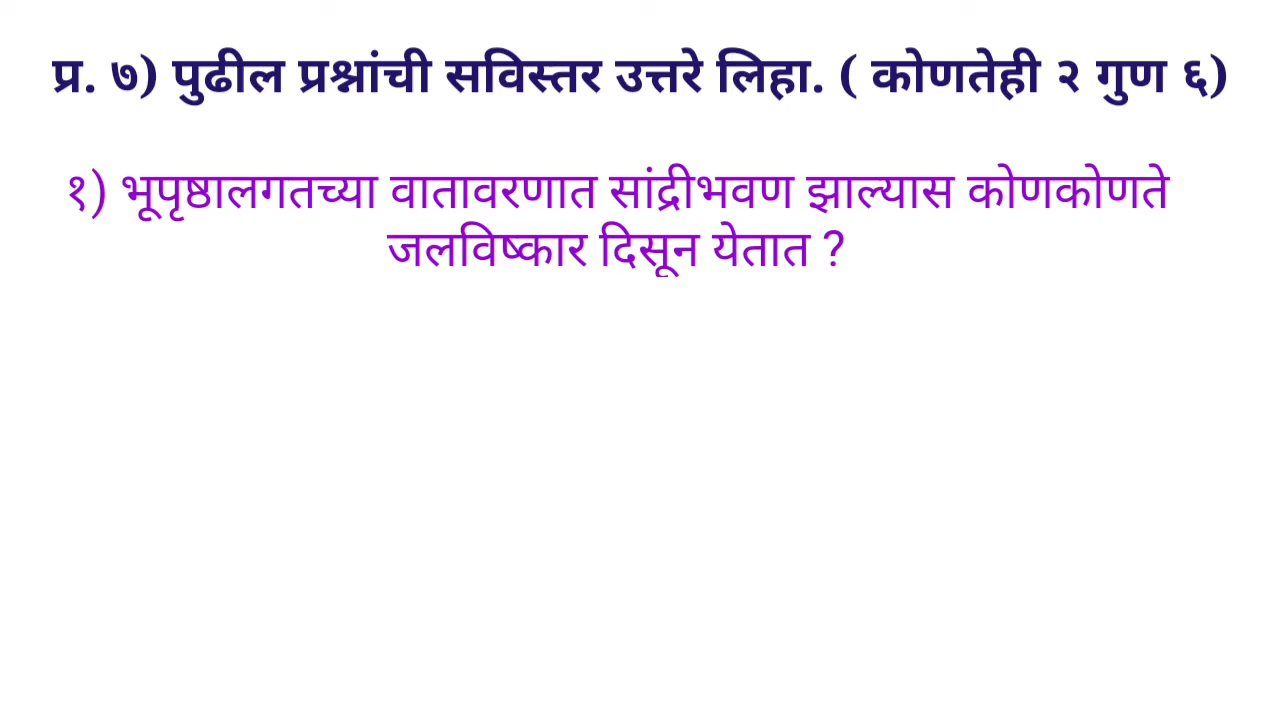 प्र. ७) पुढील प्रश्नांची सविस्तर उत्तरे लिहा. ( कोणतेही २ गुण ६)
१) भूपृष्ठालगतच्या वातावरणात सांद्रीभवण झाल्यास कोणकोणते
जलविष्कार दिसून येतात ?